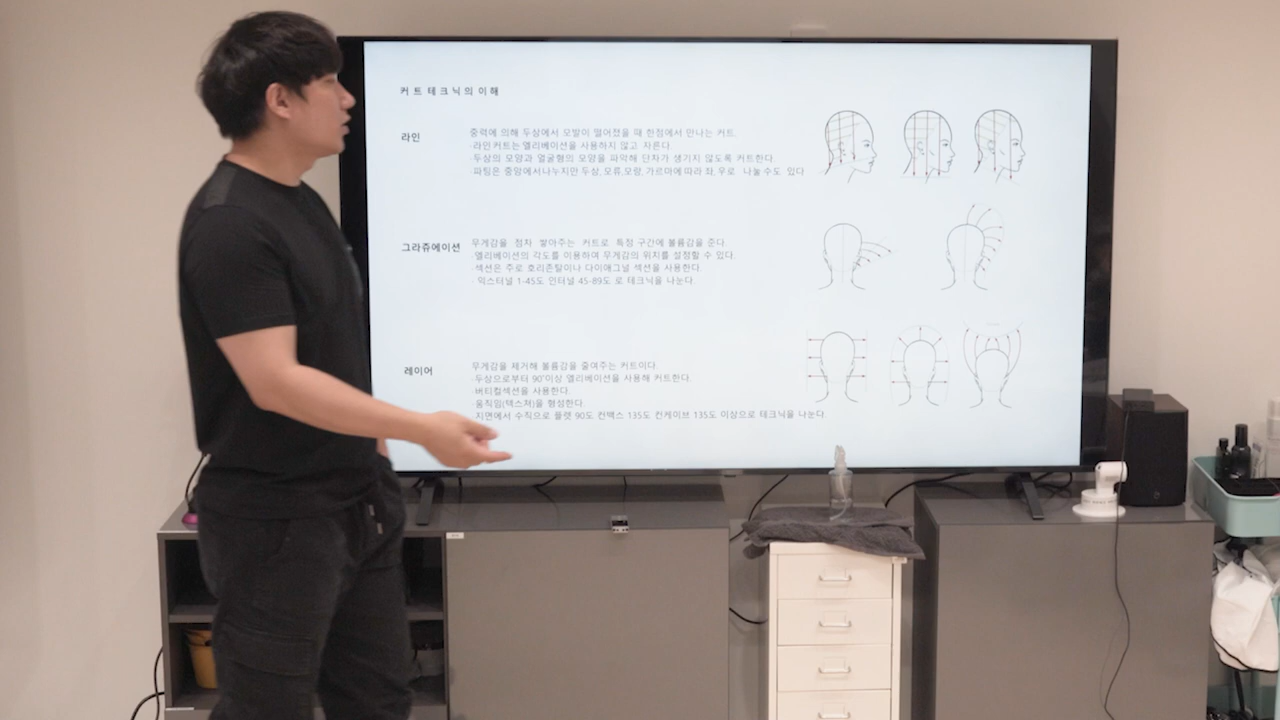 커트테크닉의이해
라인
중력에 의해 두상에서 모발이 떨어졌을 때 한점에서 만나는 커트.
·라인커트는 엘리베이션을 사용하지 않고 자른다.
·두상의 모양과 얼굴형의 모양을 파악해 단차가 생기지 않도록 커트한다.
·파팅은 중앙에서나누지만 두상,모류,모량,가르마에 따라 좌,우로 나눌 수도 있다
그라쥬에이션
무게감을 점차 쌓아주는 커트로 특정 구간에 볼륨감을 준다.
·엘리베이션의 각도를 이용하여 무게감의 위치를 설정할 수 있다.
·섹션은 주로 호리존탈이나 다이애그널 섹션을 사용한다.
익스터널 1-45도 인터널 45-89도 로 테크닉을 나눈다.
레이어
무게감을 제거해 볼륨감을 줄여주는 커트이다.
·두상으로부터 90°이상 엘리베이션을 사용해 커트한다.
·버티컬섹션을 사용한다.
·움직임(텍스쳐)을 형성한다.
지면에서 수직으로 플랫 90도 컨백스 135도 컨케이브 135도 이상으로 테크닉을 나눈다.